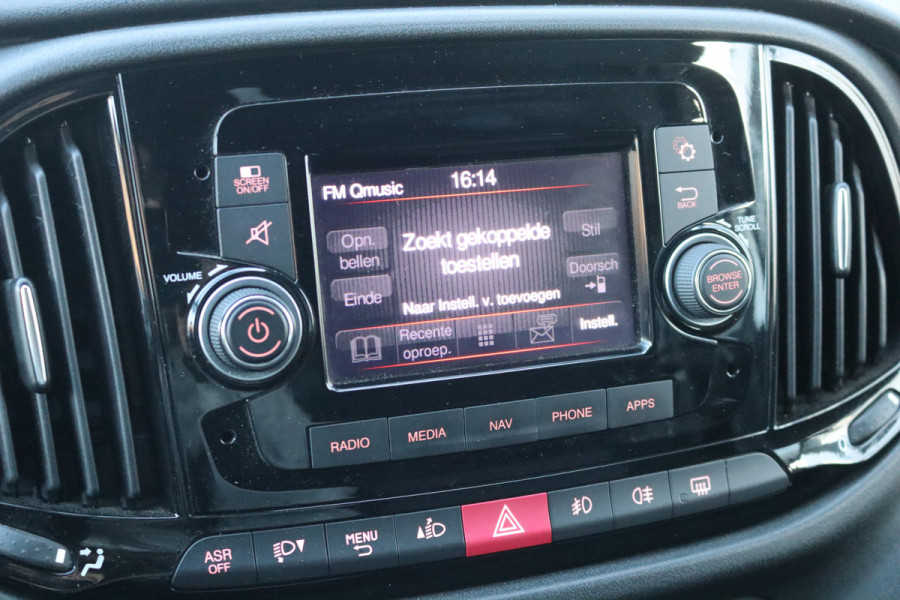 SCREEN
ON/OFF
FM Qmusic
16:14
Opn.
bellen
Zoekt gekoppelde
toestellen
Stil
Einde
Doorsch
Naar Instell. v. toevoegen
Recente
oproep.
Instell.
BACK
TUNE
SCROLL
VOLUME
BROWSE
ENTER
RADIO
MEDIA
NAV
PHONE
APPS
ASR
OFF
MENU